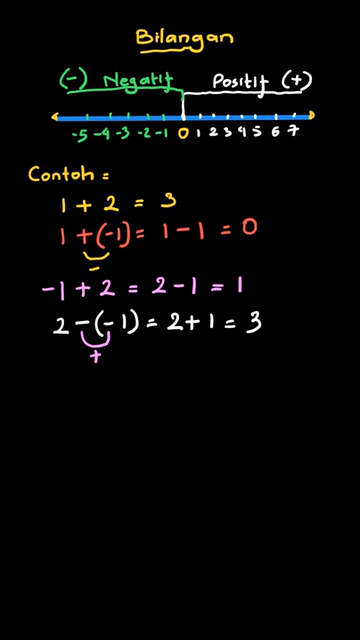 Bilangan
(-) Negatif Positif (+)
-5 -4 -3 -2 -1 0 1 2 3 4 5 6 7
Contoh =
1 + 2 = 3
1 + (-1) = 1 - 1 = 0
-
-1 + 2 = 2 - 1 = 1
2 - (-1) = 2 + 1 = 3
+